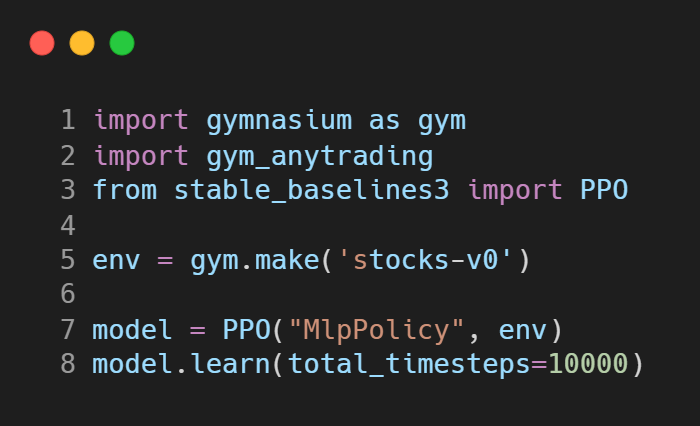 1 import gymnasium as gym
2 import gym_anytrading
3 from stable_baselines3 import PPO
4
5 env = gym.make('stocks-v0')
6
7 model = PPO("MlpPolicy", env)
8 model.learn(total_timesteps=10000)